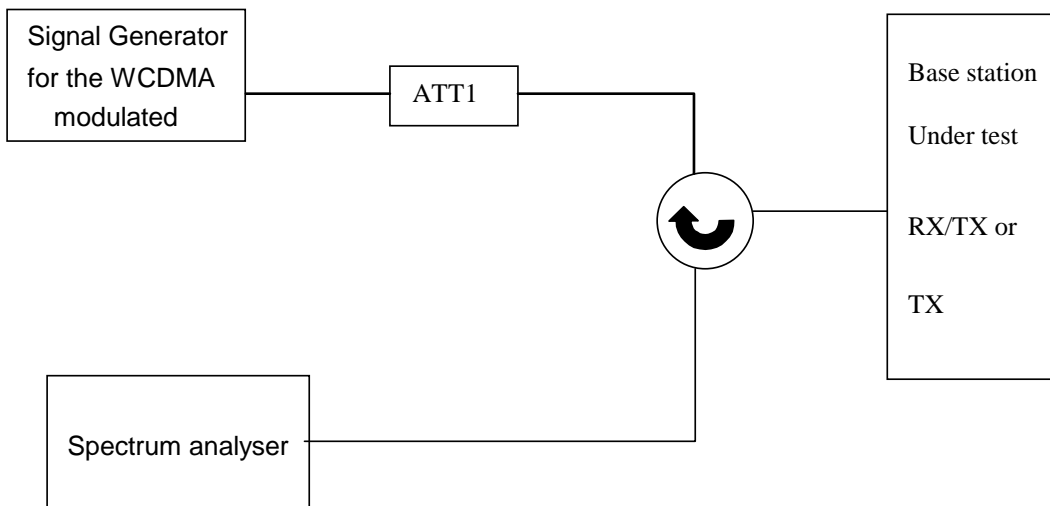 Signal Generator
for the WCDMA
modulated
ATT1
Base station
Under test
RX/TX or
TX
Spectrum analyser